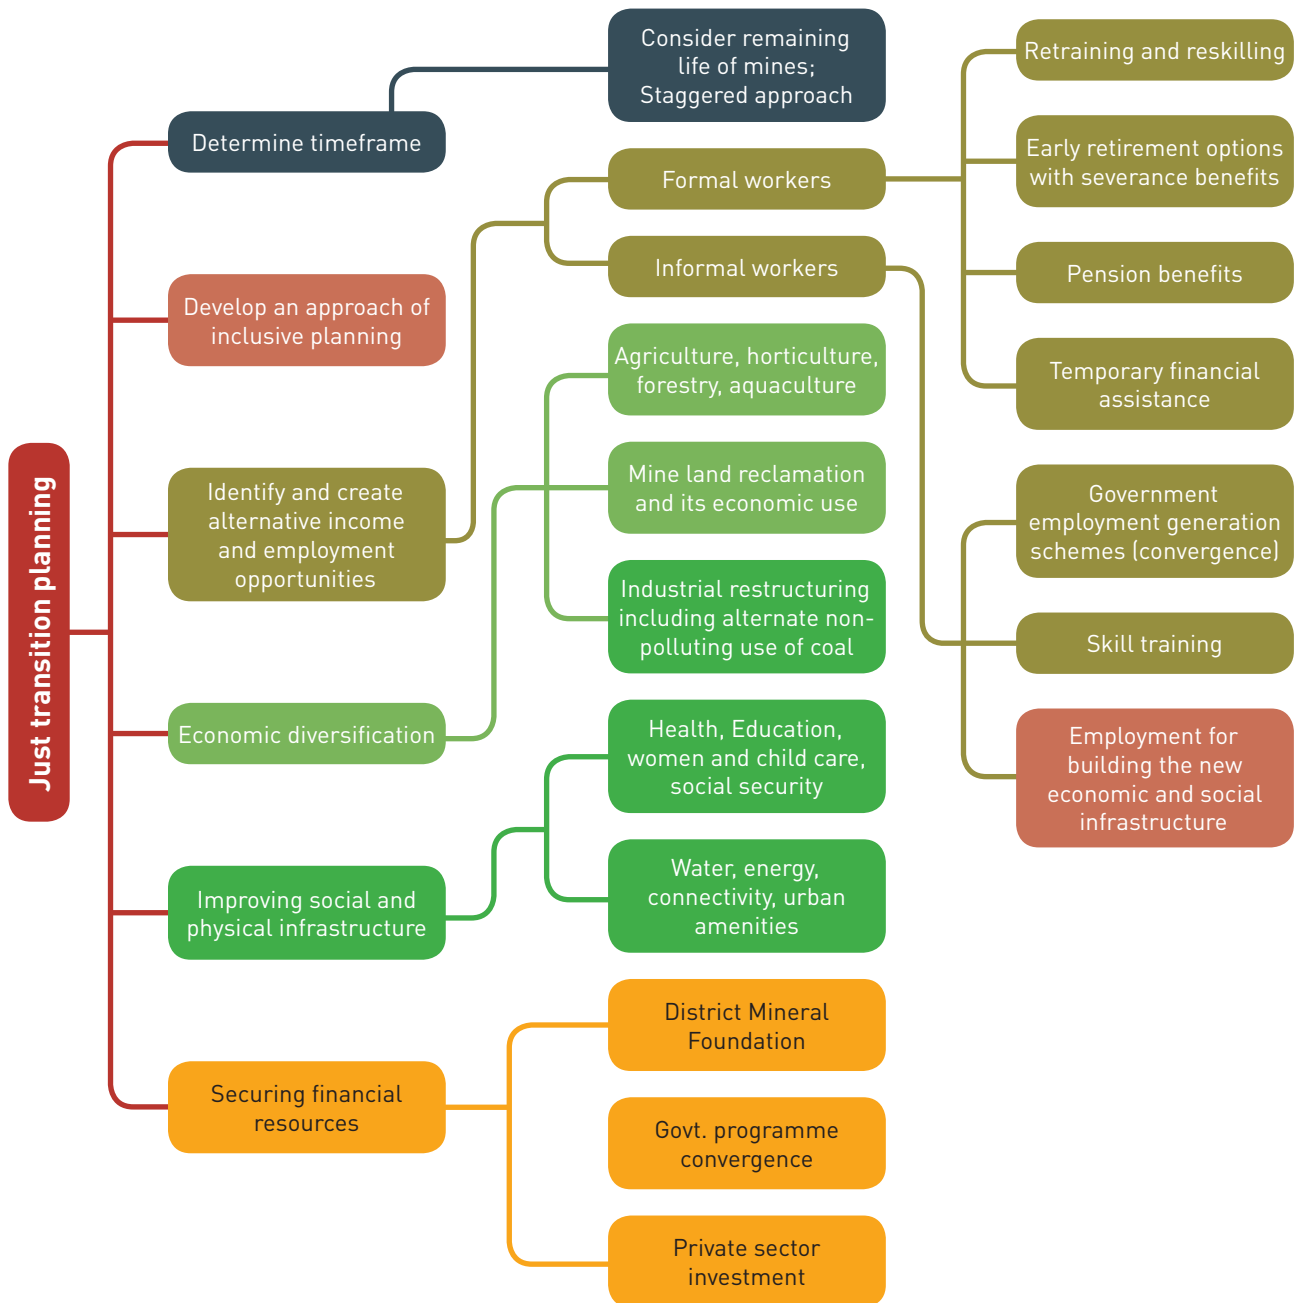 Just transition planning
Determine timeframe
Consider remaining
life of mines;
Staggered approach
Develop an approach of
inclusive planning
Identify and create
alternative income
and employment
opportunities
Formal workers
Retraining and reskilling
Early retirement options
with severance benefits
Pension benefits
Temporary financial
assistance
Informal workers
Government
employment generation
schemes (convergence)
Skill training
Employment for
building the new
economic and social
infrastructure
Economic diversification
Agriculture, horticulture,
forestry, aquaculture
Mine land reclamation
and its economic use
Industrial restructuring
including alternate non-
polluting use of coal
Improving social and
physical infrastructure
Health, Education,
women and child care,
social security
Water, energy,
connectivity, urban
amenities
Securing financial
resources
District Mineral
Foundation
Govt. programme
convergence
Private sector
investment